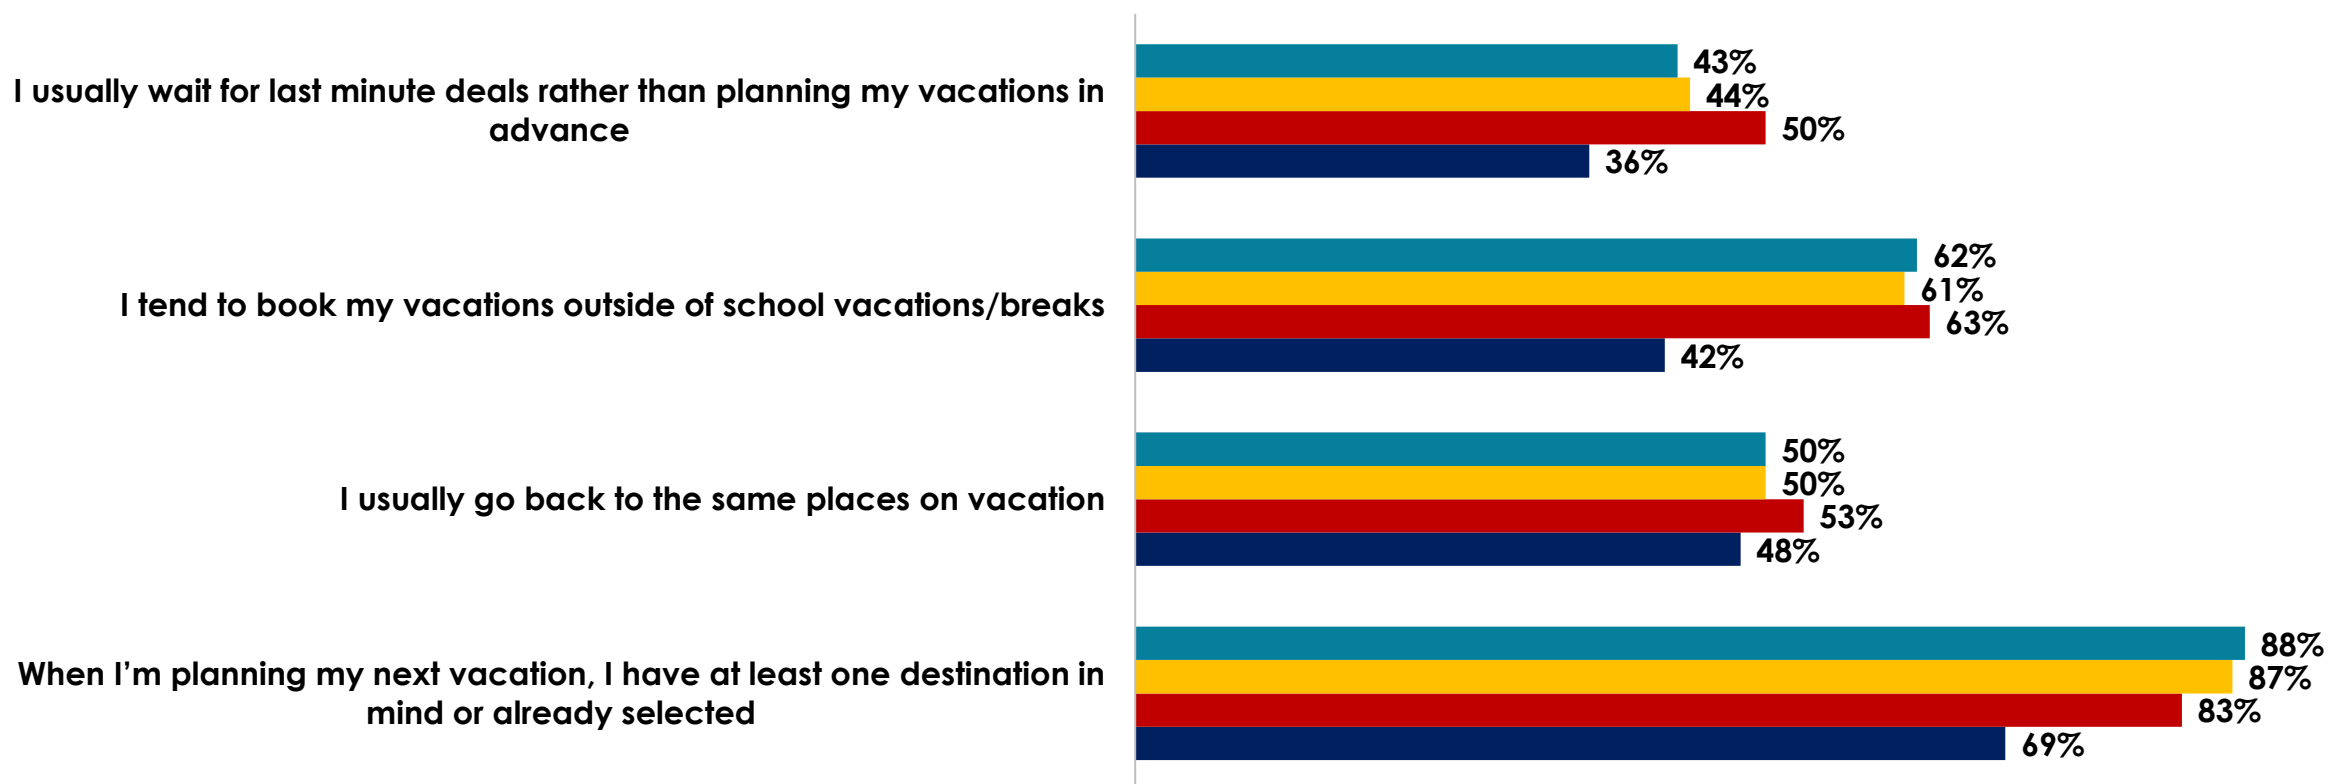 I usually wait for last minute deals rather than planning my vacations in
advance
43%
44%
50%
36%
I tend to book my vacations outside of school vacations/breaks
62%
61%
63%
42%
I usually go back to the same places on vacation
50%
50%
53%
48%
When I’m planning my next vacation, I have at least one destination in
mind or already selected
88%
87%
83%
69%